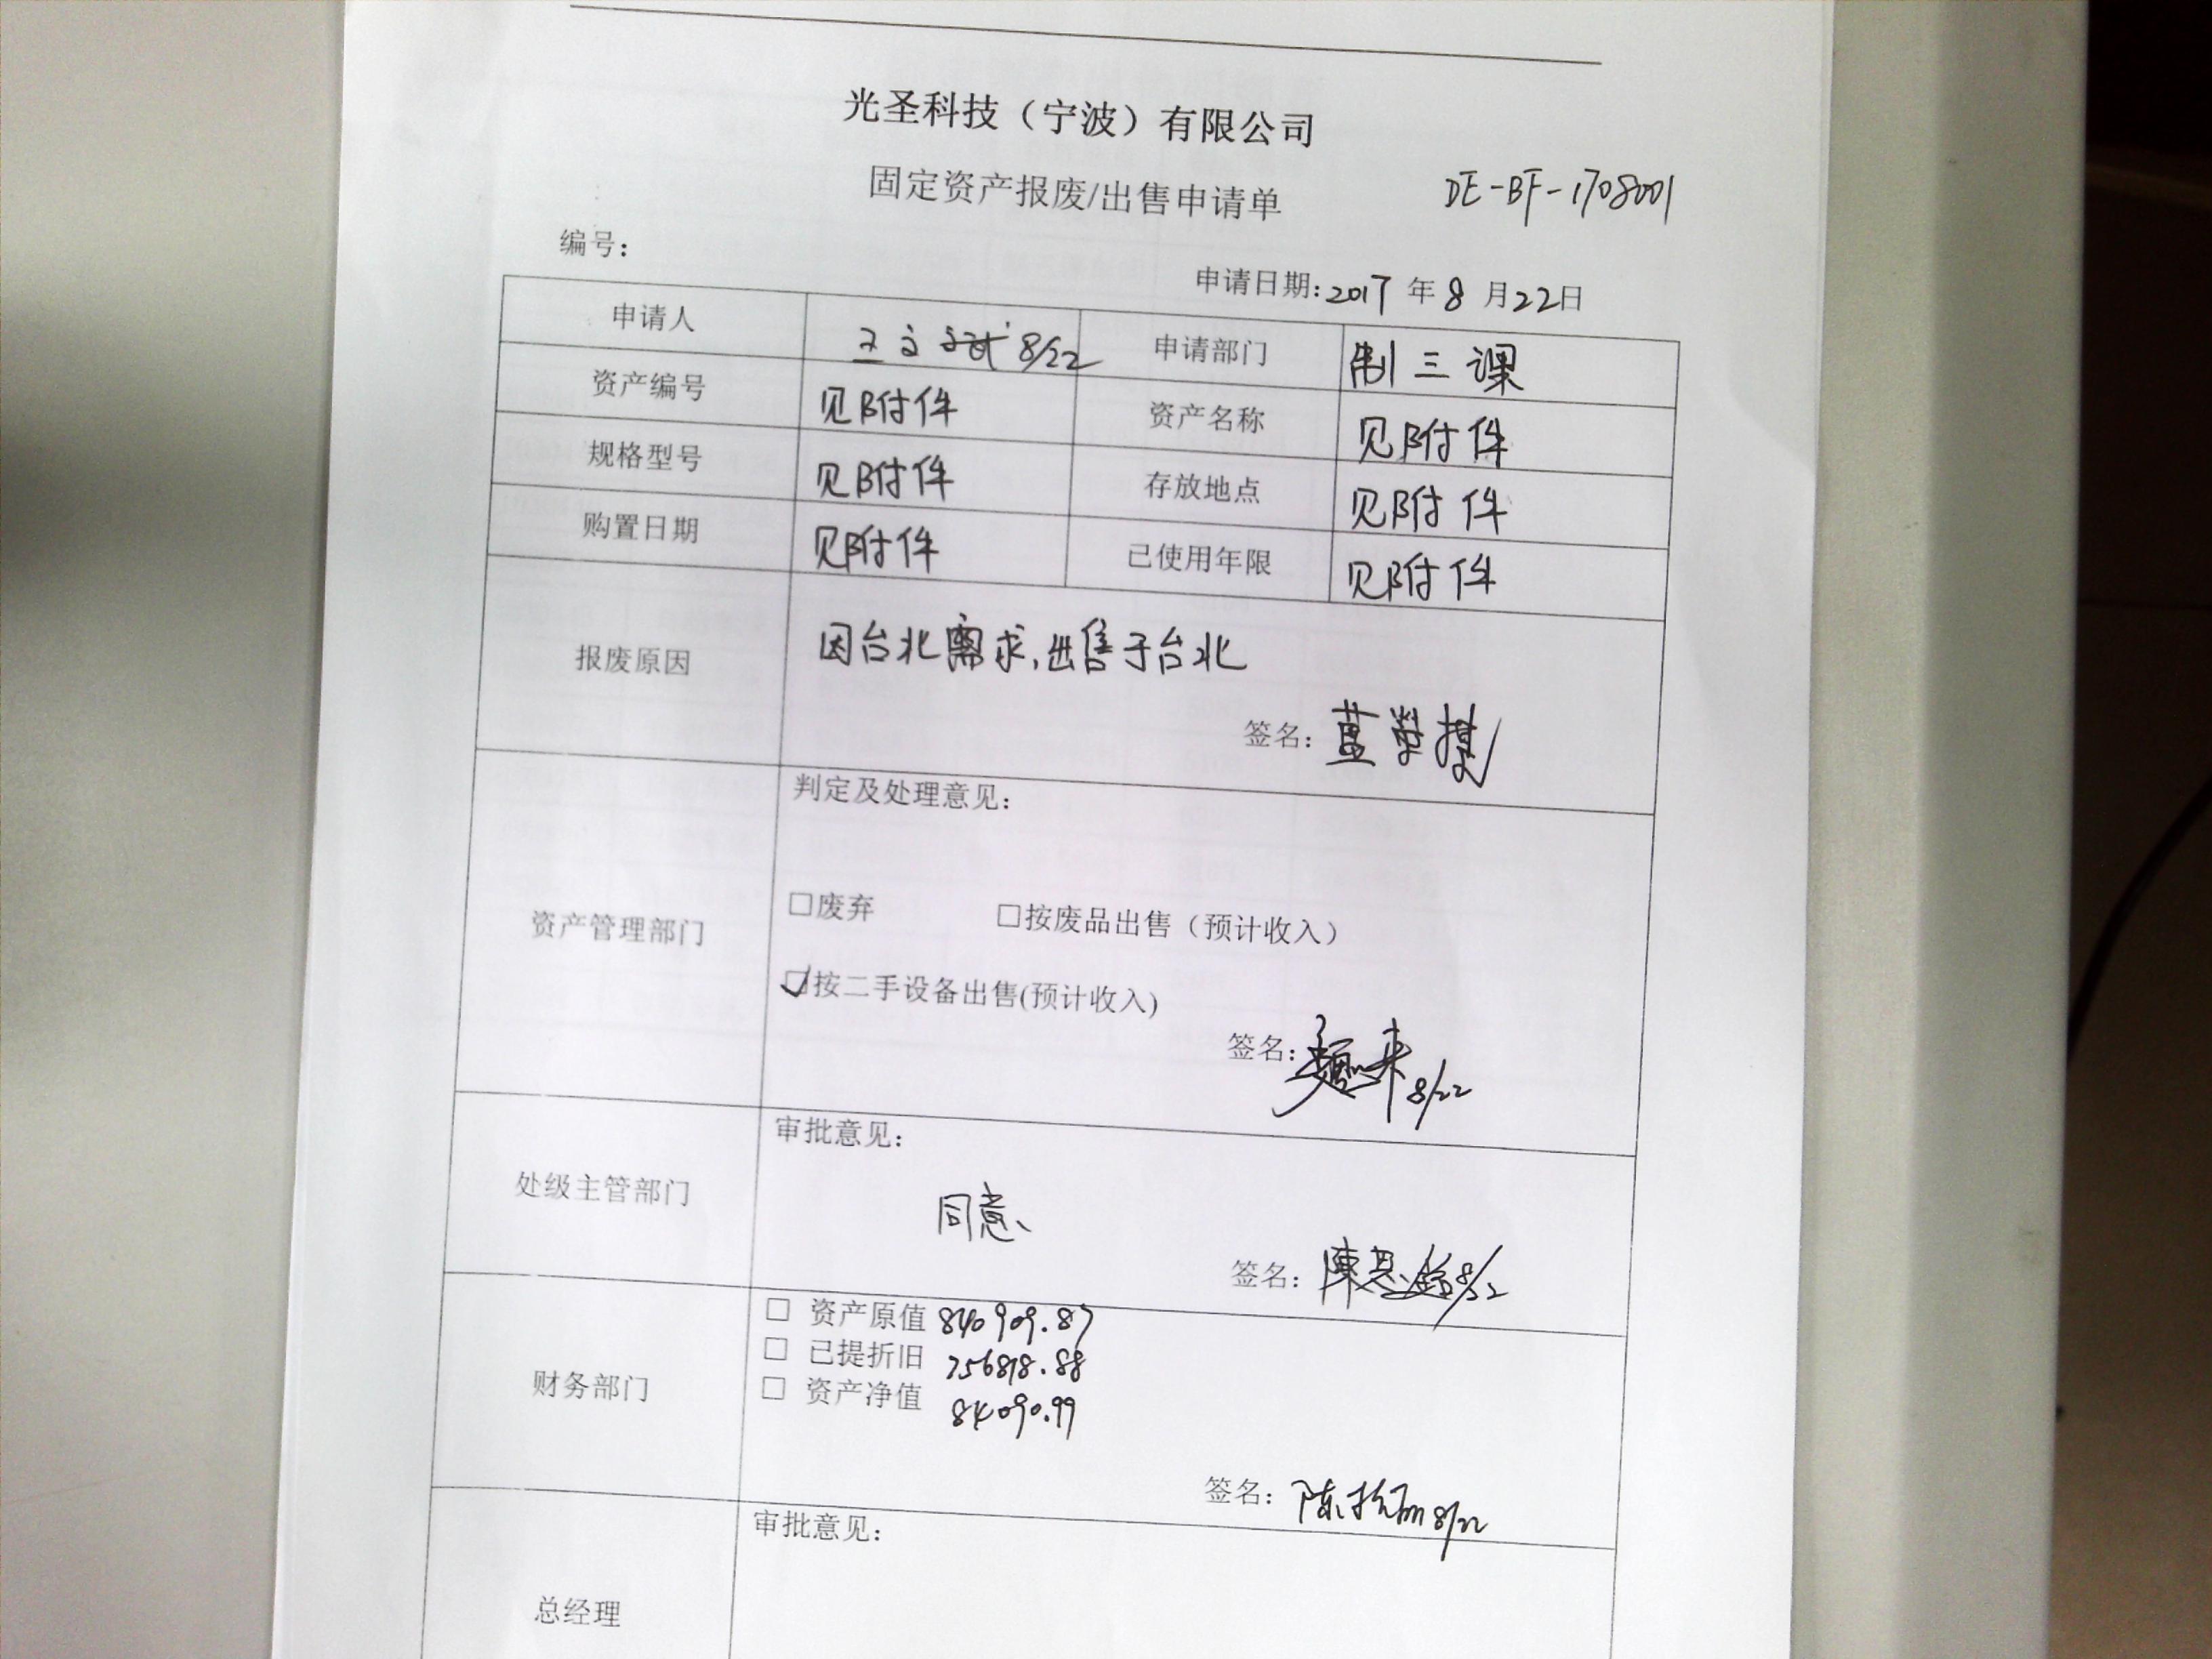 光圣科技（宁波）有限公司
固定资产报废/出售申请单 DE-BF-1708001
编号：
申请日期：2017 年 8 月 22 日
申请人 8/22 申请部门 制三课
资产编号 见附件 资产名称 见附件
规格型号 见附件 存放地点 见附件
购置日期 见附件 已使用年限 见附件
报废原因 因台北需求，出售于台北
签名：
资产管理部门 判定及处理意见：
□废弃 □按废品出售（预计收入）
☑按二手设备出售(预计收入)
签名： 8/22
处级主管部门 审批意见：
同意
签名： 8/22
财务部门
□ 资产原值 840909.87
□ 已提折旧 756818.88
□ 资产净值 84090.99
签名： 8/22
总经理 审批意见：